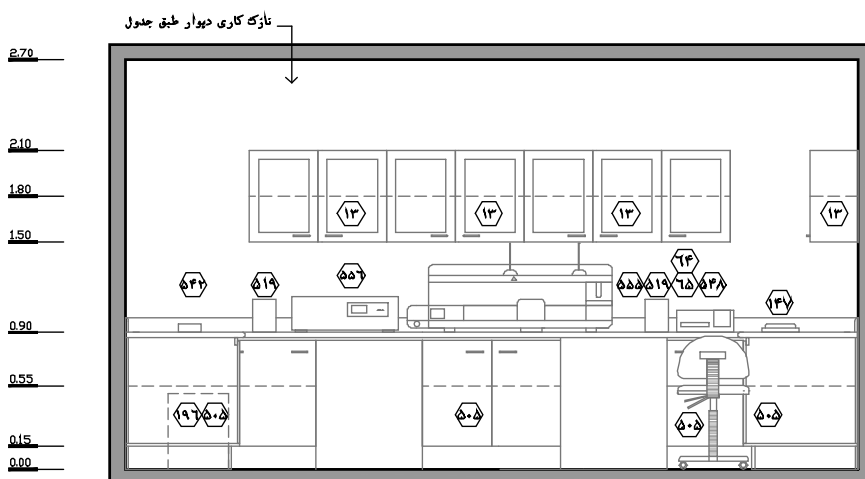 نازک کاری دیوار طبق جدول
2.70
2.10
1.80
۱۳ ۱۳ ۱۳ ۱۳
1.50
۶۴
۵۴۲ ۵۱۹ ۵۵۶ ۵۵۵ ۵۱۹ ۶۵ ۵۴۸
۱۴۷
0.90
0.55
۱۹۶ ۵۰۵ ۵۰۵ ۵۰۵ ۵۰۵
0.15
0.00